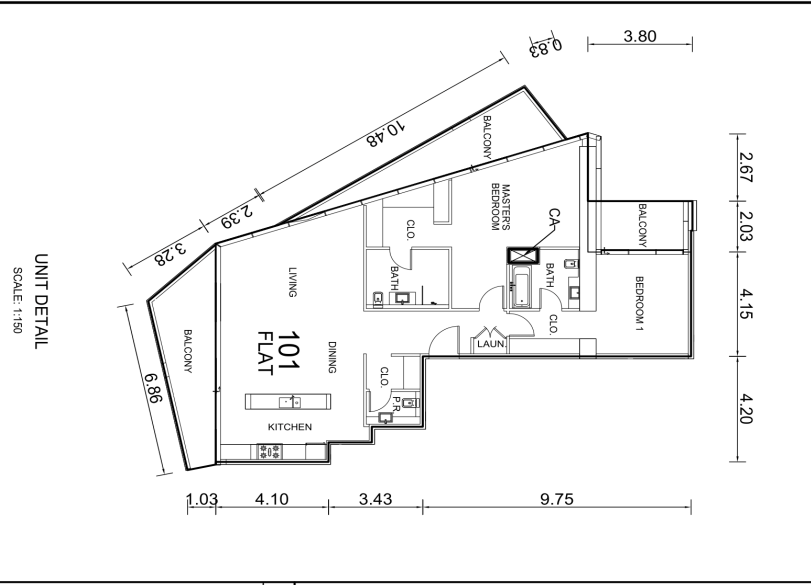 0.83
3.80
10.48
2.39
3.28
2.67
2.03
4.15
4.20
BALCONY
MASTER'S
BEDROOM
CA
BALCONY
CLO.
BATH
BATH
BEDROOM 1
CLO.
LAUN.
LIVING
DINING
101
FLAT
CLO.
P.R
KITCHEN
BALCONY
6.86
1.03
4.10
3.43
9.75
UNIT DETAIL
SCALE: 1:150